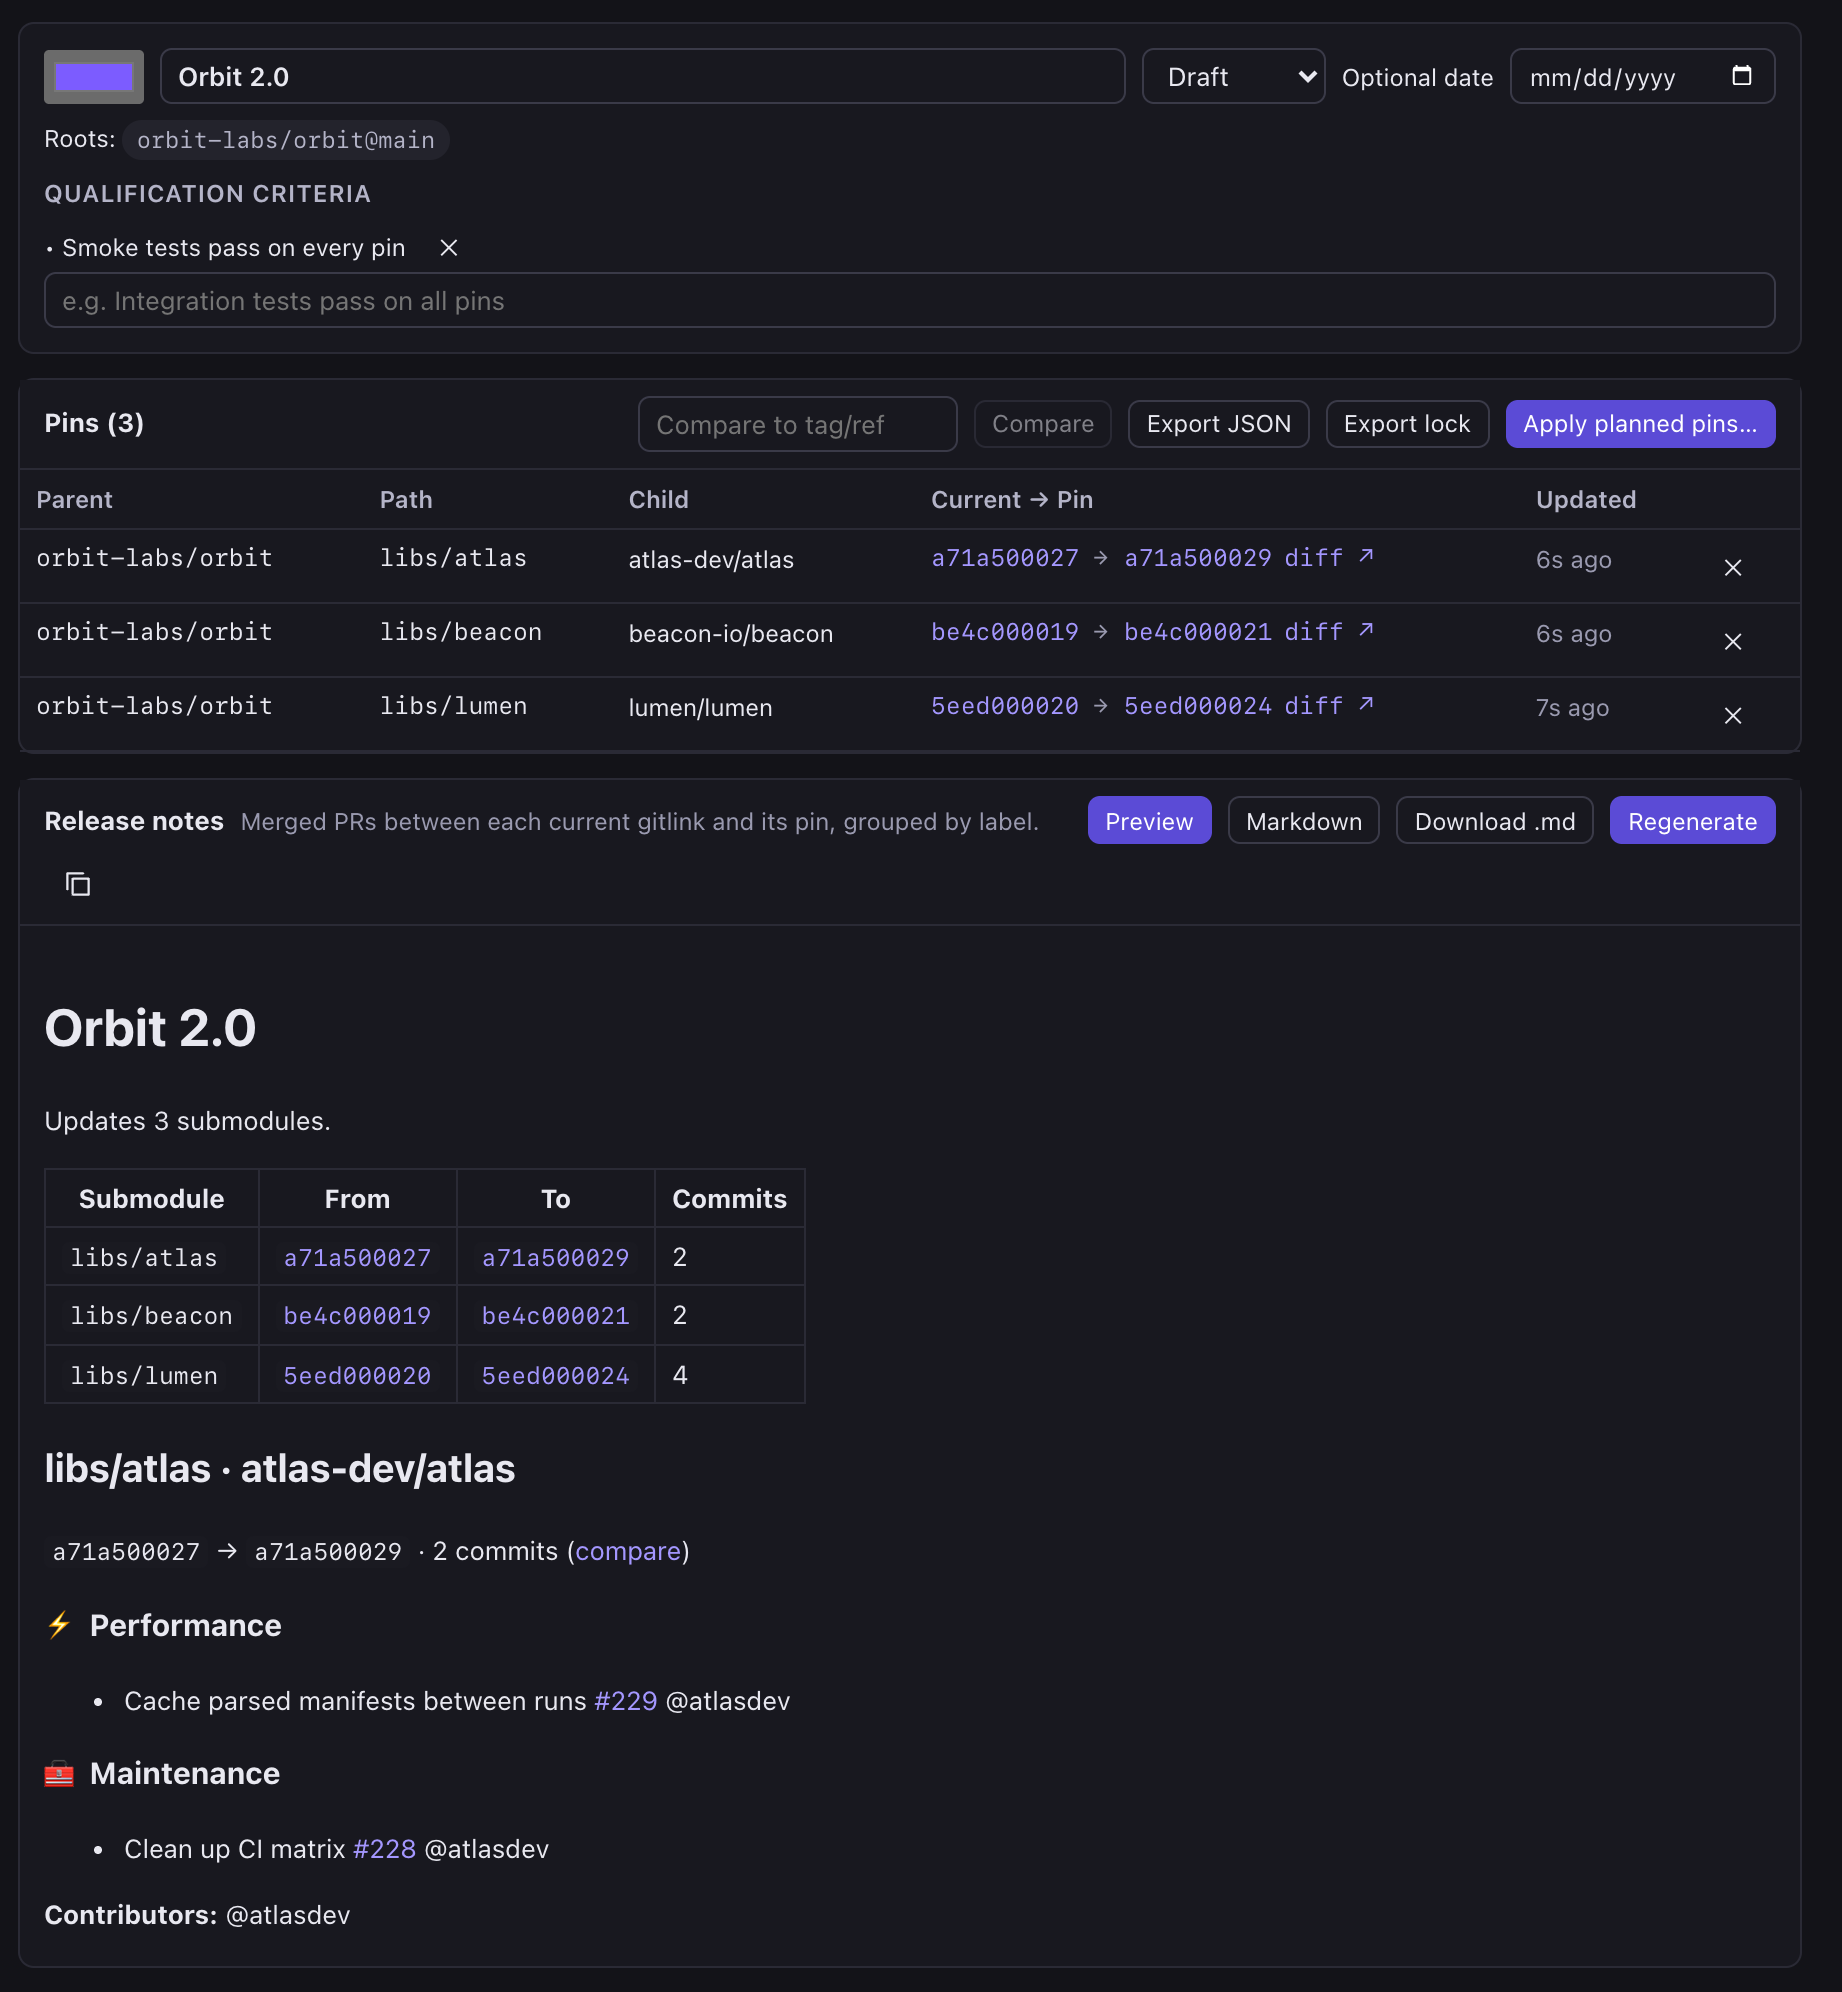 Orbit 2.0 Draft Optional date mm/dd/yyyy
Roots: orbit-labs/orbit@main
QUALIFICATION CRITERIA
• Smoke tests pass on every pin ×
e.g. Integration tests pass on all pins
Pins (3) Compare to tag/ref Compare Export JSON Export lock Apply planned pins...
Parent Path Child Current → Pin Updated
orbit-labs/orbit libs/atlas atlas-dev/atlas a71a500027 → a71a500029 diff ↗ 6s ago ×
orbit-labs/orbit libs/beacon beacon-io/beacon be4c000019 → be4c000021 diff ↗ 6s ago ×
orbit-labs/orbit libs/lumen lumen/lumen 5eed000020 → 5eed000024 diff ↗ 7s ago ×
Release notes Merged PRs between each current gitlink and its pin, grouped by label. Preview Markdown Download .md Regenerate
Orbit 2.0
Updates 3 submodules.
Submodule From To Commits
libs/atlas a71a500027 a71a500029 2
libs/beacon be4c000019 be4c000021 2
libs/lumen 5eed000020 5eed000024 4
libs/atlas · atlas-dev/atlas
a71a500027 → a71a500029 · 2 commits (compare)
⚡ Performance
• Cache parsed manifests between runs #229 @atlasdev
🧰 Maintenance
• Clean up CI matrix #228 @atlasdev
Contributors: @atlasdev